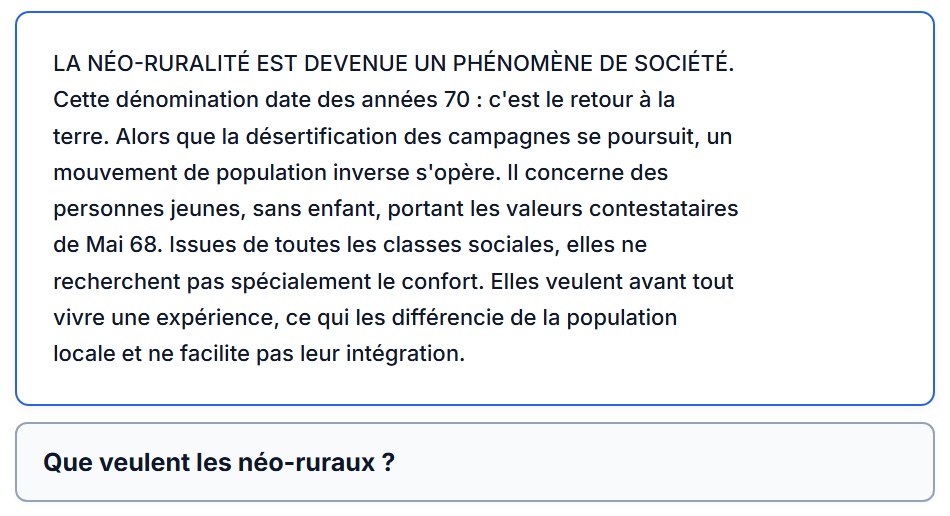 LA NÉO-RURALITÉ EST DEVENUE UN PHÉNOMÈNE DE SOCIÉTÉ.
Cette dénomination date des années 70 : c'est le retour à la
terre. Alors que la désertification des campagnes se poursuit, un
mouvement de population inverse s'opère. Il concerne des
personnes jeunes, sans enfant, portant les valeurs contestataires
de Mai 68. Issues de toutes les classes sociales, elles ne
recherchent pas spécialement le confort. Elles veulent avant tout
vivre une expérience, ce qui les différencie de la population
locale et ne facilite pas leur intégration.
Que veulent les néo-ruraux ?